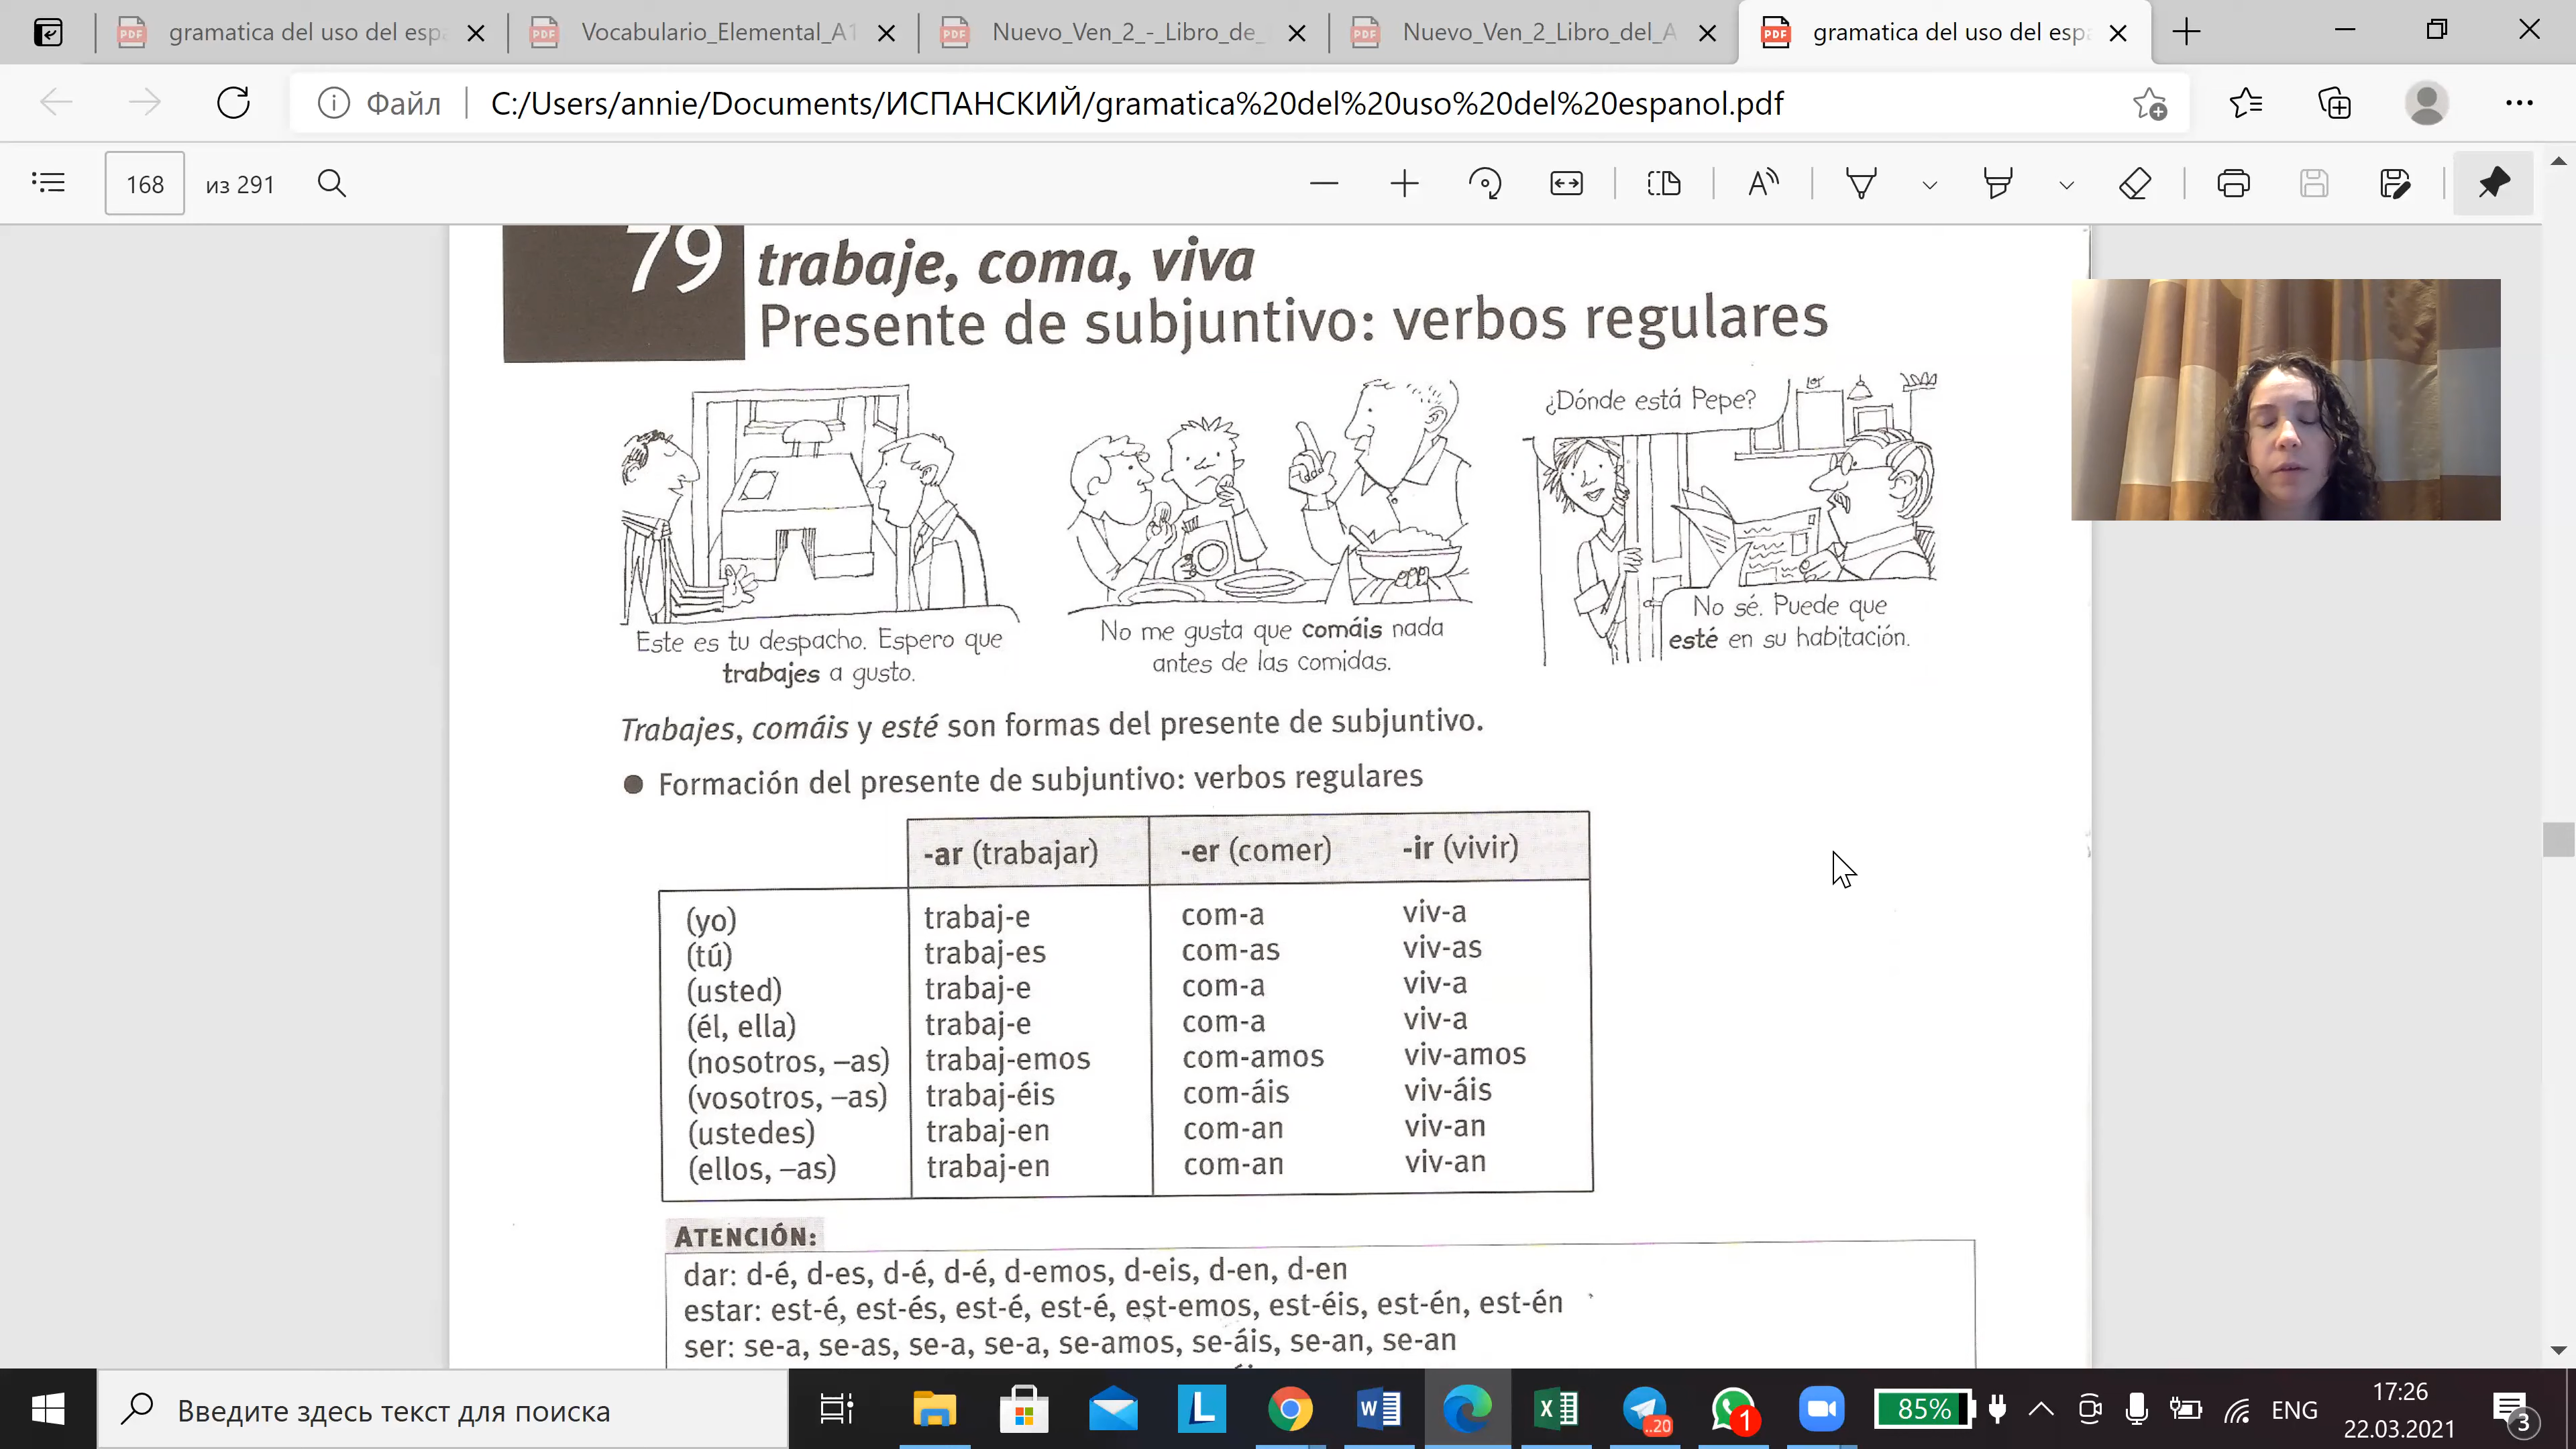 gramatica del uso del espa
Vocabulario_Elemental_A1
Nuevo_Ven_2_-_Libro_de_
Nuevo_Ven_2_Libro_del_A
gramatica del uso del espa
Файл
C:/Users/annie/Documents/ИСПАНСКИЙ/gramatica%20del%20uso%20del%20espanol.pdf
168 из 291
79
trabaje, coma, viva
Presente de subjuntivo: verbos regulares
Este es tu despacho. Espero que
trabajes a gusto.
No me gusta que comáis nada
antes de las comidas.
¿Dónde está Pepe?
No sé. Puede que
esté en su habitación.
Trabajes, comáis y esté son formas del presente de subjuntivo.
● Formación del presente de subjuntivo: verbos regulares
-ar (trabajar) -er (comer) -ir (vivir)
(yo) trabaj-e com-a viv-a
(tú) trabaj-es com-as viv-as
(usted) trabaj-e com-a viv-a
(él, ella) trabaj-e com-a viv-a
(nosotros, –as) trabaj-emos com-amos viv-amos
(vosotros, –as) trabaj-éis com-áis viv-áis
(ustedes) trabaj-en com-an viv-an
(ellos, –as) trabaj-en com-an viv-an
ATENCIÓN:
dar: d-é, d-es, d-é, d-é, d-emos, d-eis, d-en, d-en
estar: est-é, est-és, est-é, est-é, est-emos, est-éis, est-én, est-én
ser: se-a, se-as, se-a, se-a, se-amos, se-áis, se-an, se-an
Введите здесь текст для поиска
..20
1
85%
ENG
17:26
22.03.2021
3